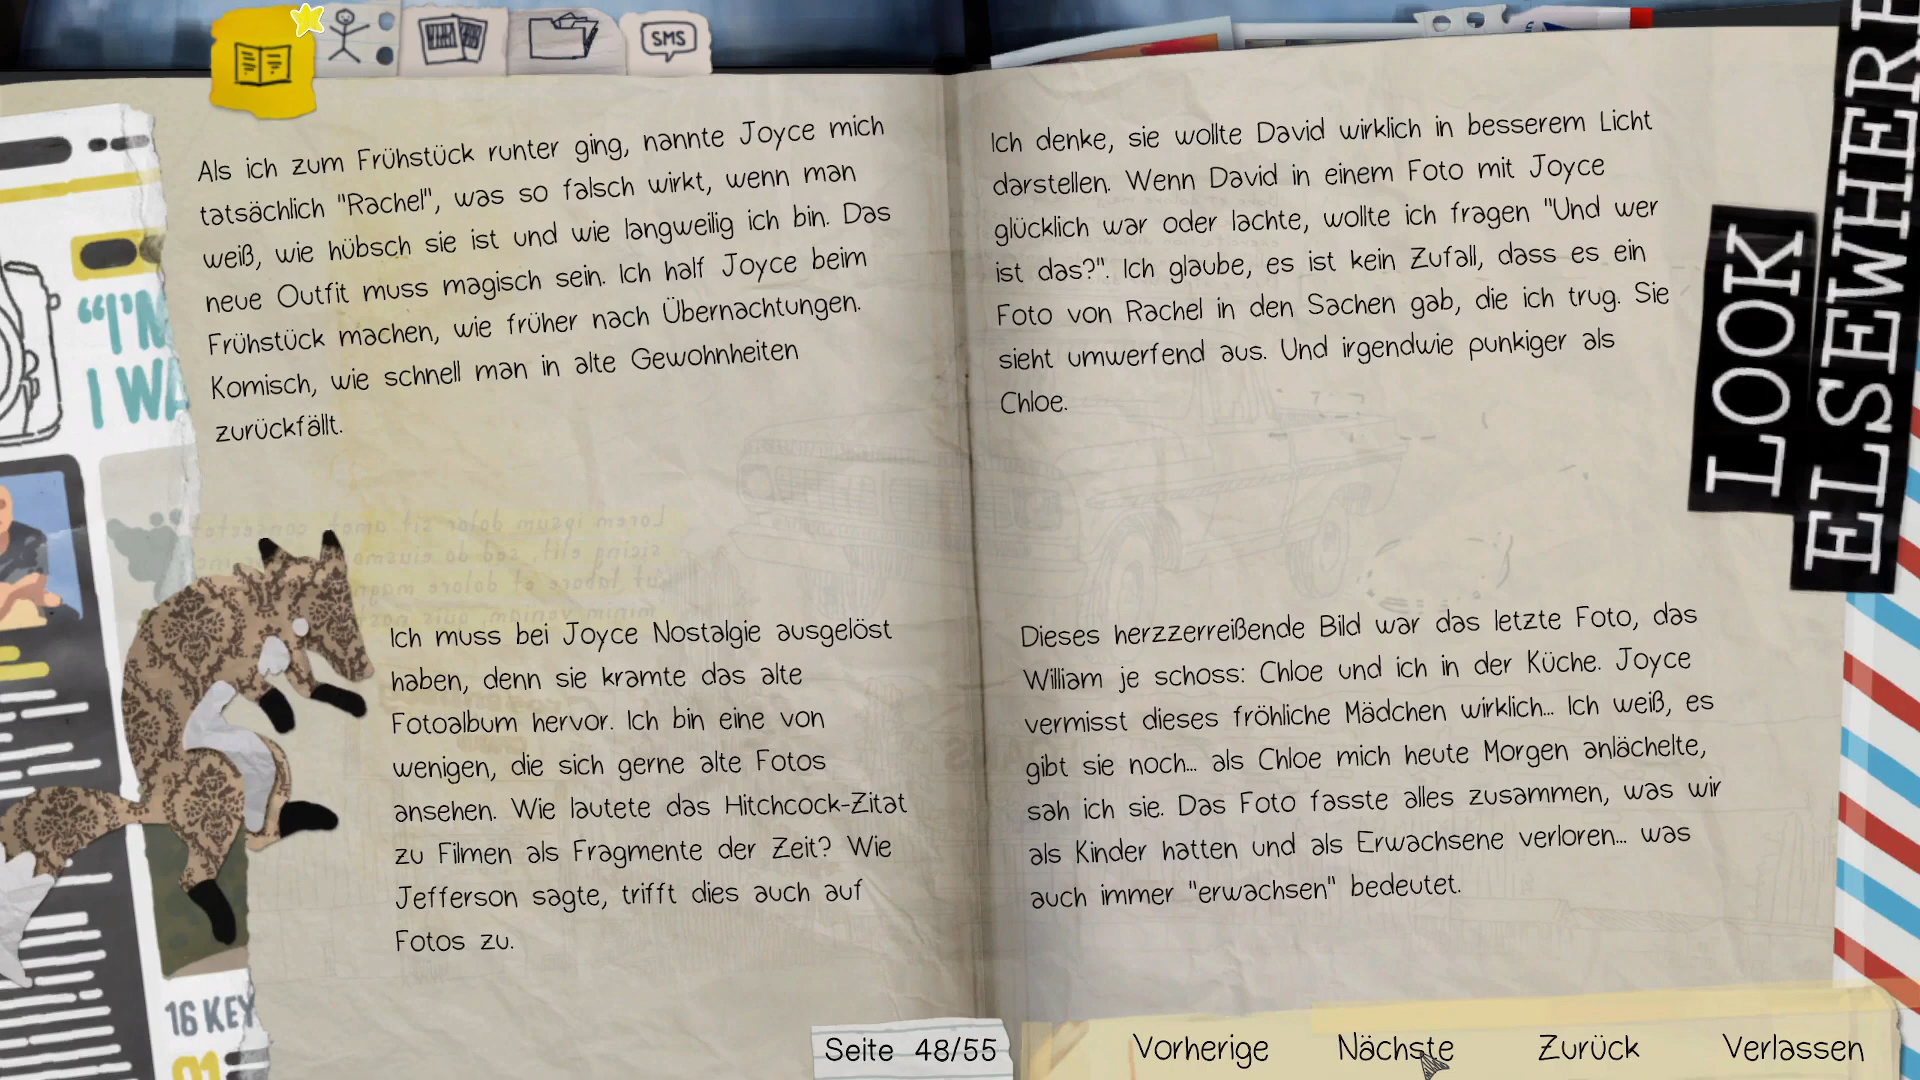 SMS
Als ich zum Frühstück runter ging, nannte Joyce mich
tatsächlich "Rachel", was so falsch wirkt, wenn man
weiß, wie hübsch sie ist und wie langweilig ich bin. Das
neue Outfit muss magisch sein. Ich half Joyce beim
Frühstück machen, wie früher nach Übernachtungen.
Komisch, wie schnell man in alte Gewohnheiten
zurückfällt.
Ich muss bei Joyce Nostalgie ausgelöst
haben, denn sie kramte das alte
Fotoalbum hervor. Ich bin eine von
wenigen, die sich gerne alte Fotos
ansehen. Wie lautete das Hitchcock-Zitat
zu Filmen als Fragmente der Zeit? Wie
Jefferson sagte, trifft dies auch auf
Fotos zu.
Ich denke, sie wollte David wirklich in besserem Licht
darstellen. Wenn David in einem Foto mit Joyce
glücklich war oder lachte, wollte ich fragen "Und wer
ist das?". Ich glaube, es ist kein Zufall, dass es ein
Foto von Rachel in den Sachen gab, die ich trug. Sie
sieht umwerfend aus. Und irgendwie punkiger als
Chloe.
Dieses herzzerreißende Bild war das letzte Foto, das
William je schoss: Chloe und ich in der Küche. Joyce
vermisst dieses fröhliche Mädchen wirklich... Ich weiß, es
gibt sie noch... als Chloe mich heute Morgen anlächelte,
sah ich sie. Das Foto fasste alles zusammen, was wir
als Kinder hatten und als Erwachsene verloren... was
auch immer "erwachsen" bedeutet.
LOOK
ELSEWHERE
"I'M
I WA
16 KEY
Seite 48/55
Vorherige Nächste Zurück Verlassen